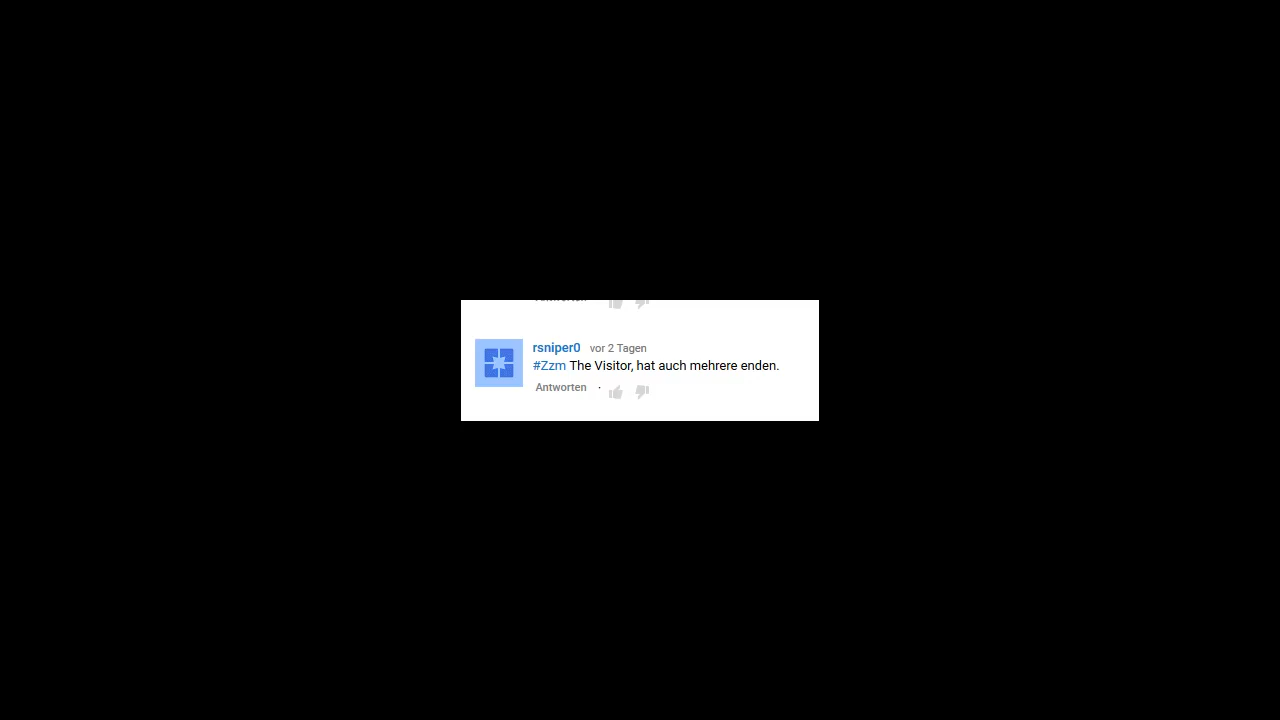 rsniper0 vor 2 Tagen
#Zzm The Visitor, hat auch mehrere enden.
Antworten ·